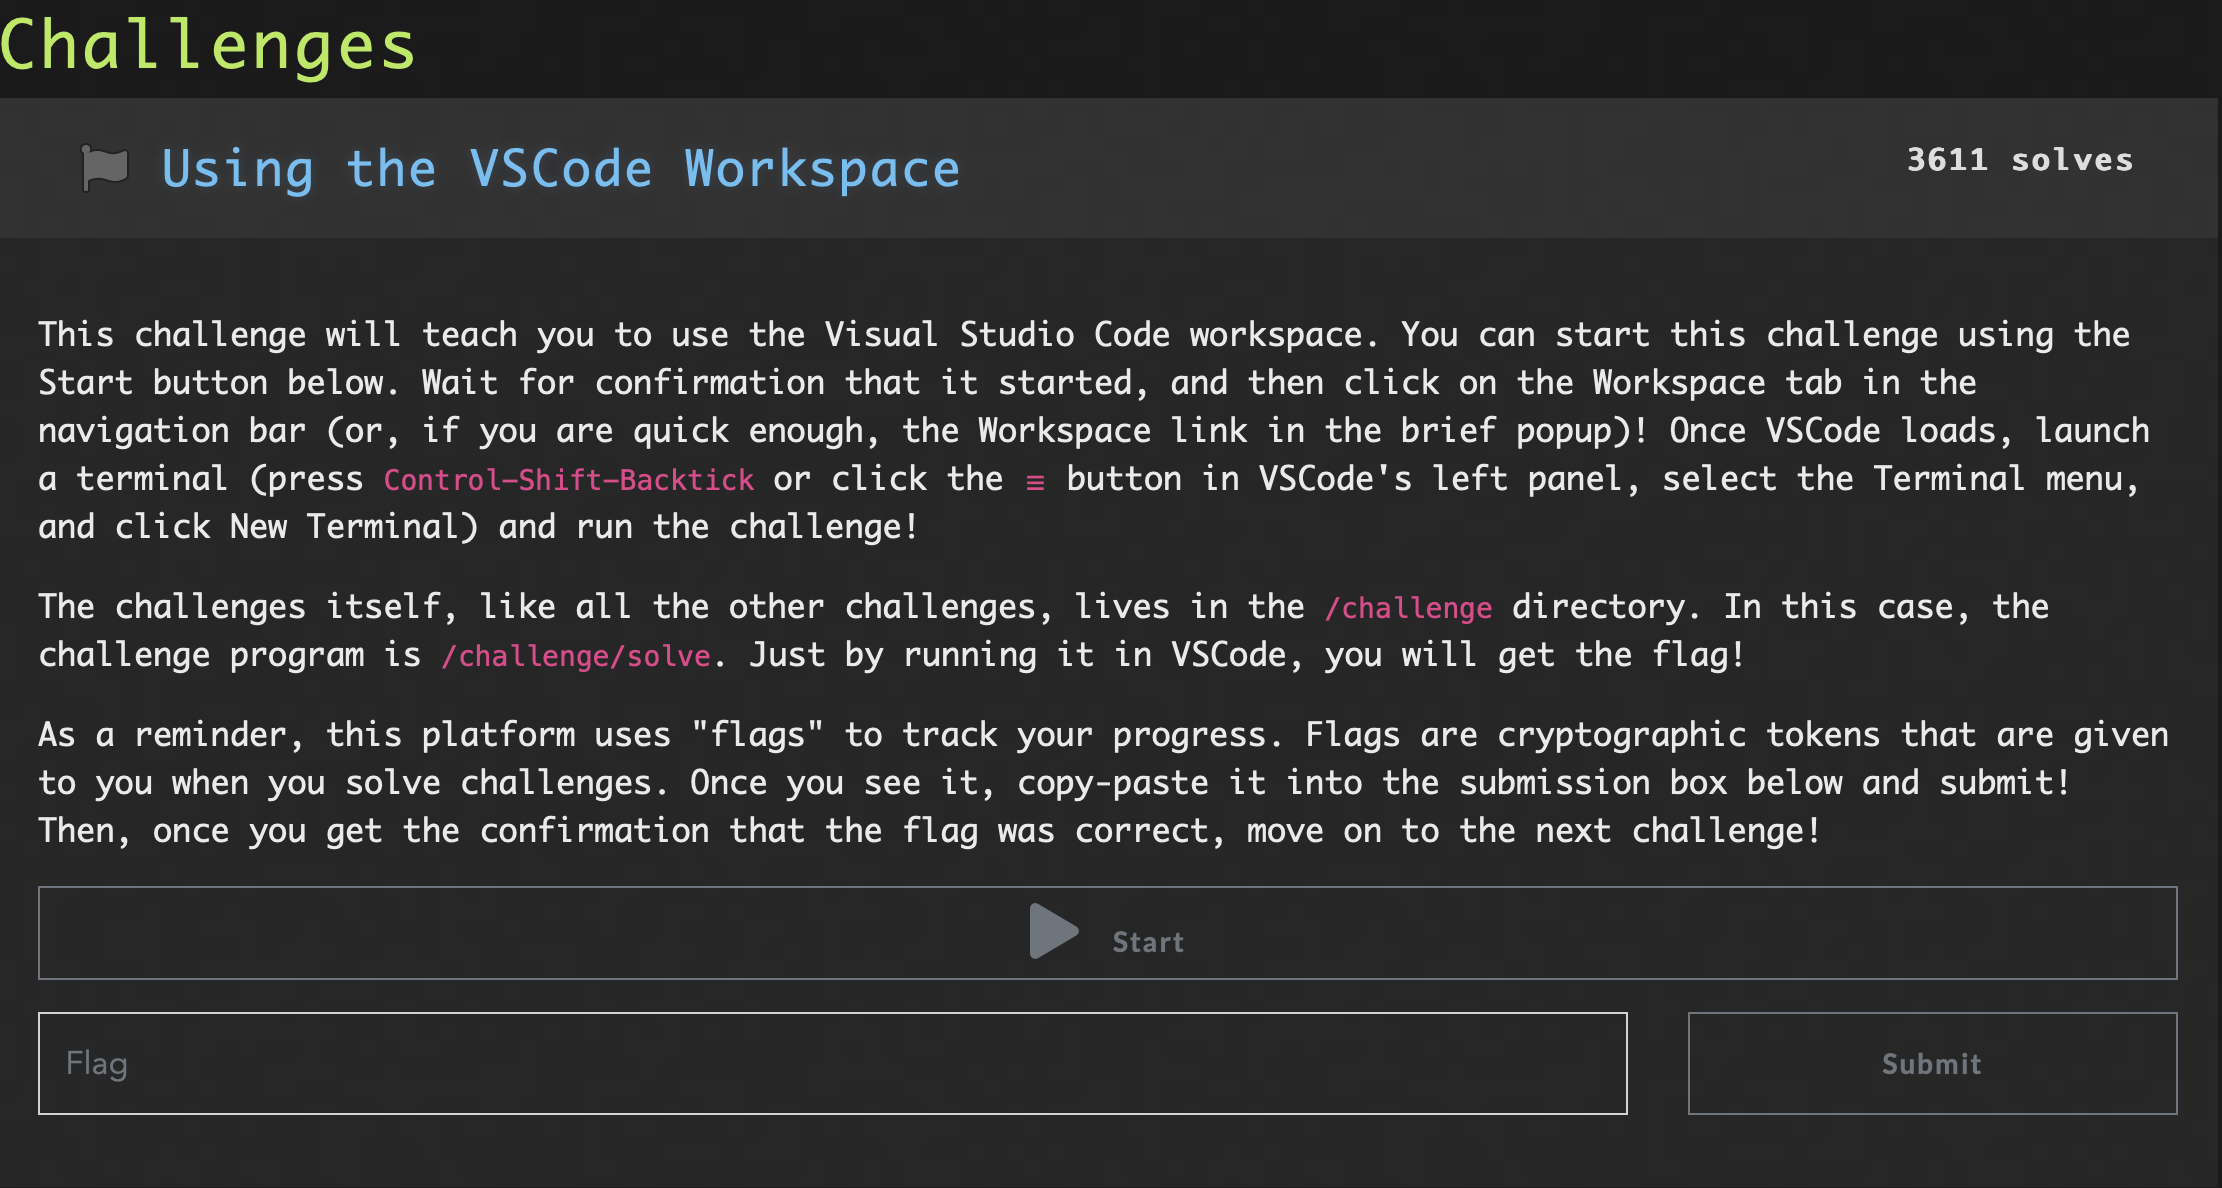 Challenges
Using the VSCode Workspace
3611 solves
This challenge will teach you to use the Visual Studio Code workspace. You can start this challenge using the
Start button below. Wait for confirmation that it started, and then click on the Workspace tab in the
navigation bar (or, if you are quick enough, the Workspace link in the brief popup)! Once VSCode loads, launch
a terminal (press Control-Shift-Backtick or click the ≡ button in VSCode's left panel, select the Terminal menu,
and click New Terminal) and run the challenge!
The challenges itself, like all the other challenges, lives in the /challenge directory. In this case, the
challenge program is /challenge/solve. Just by running it in VSCode, you will get the flag!
As a reminder, this platform uses "flags" to track your progress. Flags are cryptographic tokens that are given
to you when you solve challenges. Once you see it, copy-paste it into the submission box below and submit!
Then, once you get the confirmation that the flag was correct, move on to the next challenge!
Start
Flag
Submit